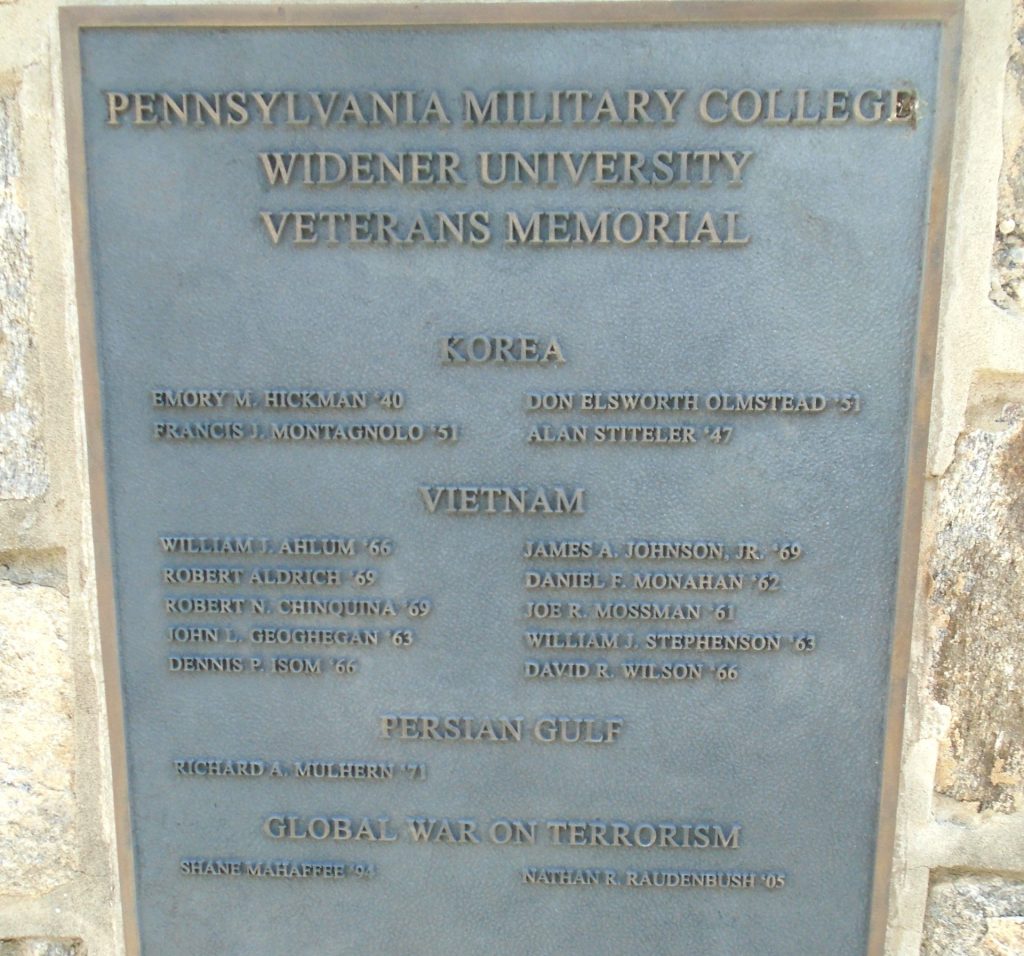 PENNSYLVANIA MILITARY COLLEGE
WIDENER UNIVERSITY
VETERANS MEMORIAL
KOREA
EMORY M. HICKMAN '40 DON ELSWORTH OLMSTEAD '51
FRANCIS J. MONTAGNOLO '51 ALAN STITELER '47
VIETNAM
WILLIAM J. AHLUM '66 JAMES A. JOHNSON, JR. '69
ROBERT ALDRICH '69 DANIEL F. MONAHAN '62
ROBERT N. CHINQUINA '69 JOE R. MOSSMAN '61
JOHN L. GEOGHEGAN '63 WILLIAM J. STEPHENSON '63
DENNIS P. ISOM '66 DAVID R. WILSON '66
PERSIAN GULF
RICHARD A. MULHERN '71
GLOBAL WAR ON TERRORISM
SHANE MAHAFFEE '94 NATHAN R. RAUDENBUSH '05